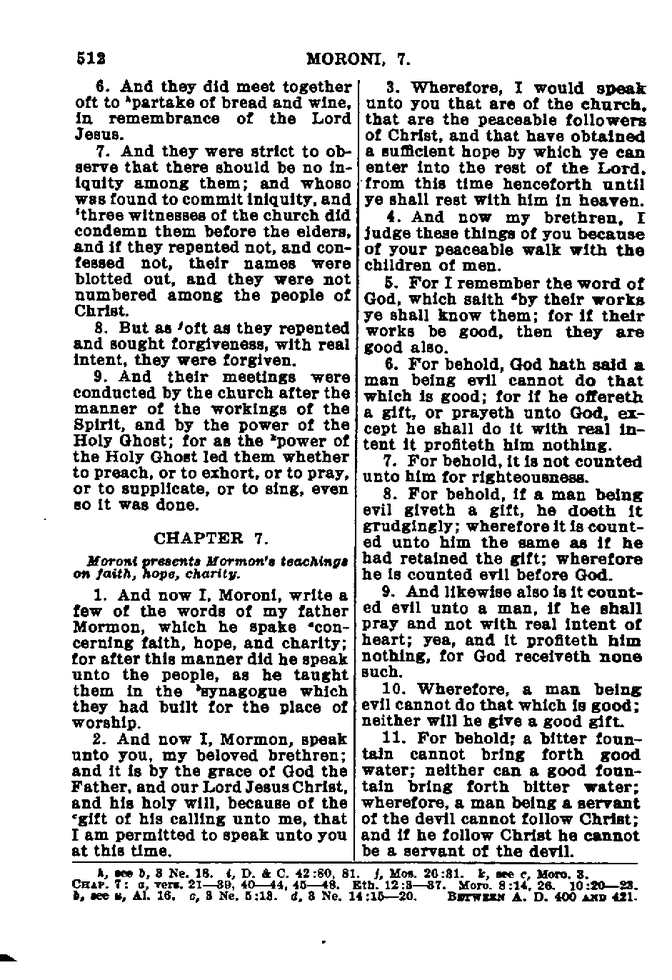 512
MORONI, 7.
6. And they did meet together
oft to ʰpartake of bread and wine,
in remembrance of the Lord
Jesus.
7. And they were strict to ob-
serve that there should be no in-
iquity among them; and whoso
was found to commit iniquity, and
ⁱthree witnesses of the church did
condemn them before the elders,
and if they repented not, and con-
fessed not, their names were
blotted out, and they were not
numbered among the people of
Christ.
8. But as ʲoft as they repented
and sought forgiveness, with real
intent, they were forgiven.
9. And their meetings were
conducted by the church after the
manner of the workings of the
Spirit, and by the power of the
Holy Ghost; for as the ᵏpower of
the Holy Ghost led them whether
to preach, or to exhort, or to pray,
or to supplicate, or to sing, even
so it was done.
CHAPTER 7.
Moroni presents Mormon's teachings
on faith, hope, charity.
1. And now I, Moroni, write a
few of the words of my father
Mormon, which he spake ᵃcon-
cerning faith, hope, and charity;
for after this manner did he speak
unto the people, as he taught
them in the ᵇsynagogue which
they had built for the place of
worship.
2. And now I, Mormon, speak
unto you, my beloved brethren;
and it is by the grace of God the
Father, and our Lord Jesus Christ,
and his holy will, because of the
ᶜgift of his calling unto me, that
I am permitted to speak unto you
at this time.
3. Wherefore, I would speak
unto you that are of the church,
that are the peaceable followers
of Christ, and that have obtained
a sufficient hope by which ye can
enter into the rest of the Lord,
from this time henceforth until
ye shall rest with him in heaven.
4. And now my brethren, I
judge these things of you because
of your peaceable walk with the
children of men.
5. For I remember the word of
God, which saith ᵈby their works
ye shall know them; for if their
works be good, then they are
good also.
6. For behold, God hath said a
man being evil cannot do that
which is good; for if he offereth
a gift, or prayeth unto God, ex-
cept he shall do it with real in-
tent it profiteth him nothing.
7. For behold, it is not counted
unto him for righteousness.
8. For behold, if a man being
evil giveth a gift, he doeth it
grudgingly; wherefore it is count-
ed unto him the same as if he
had retained the gift; wherefore
he is counted evil before God.
9. And likewise also is it count-
ed evil unto a man, if he shall
pray and not with real intent of
heart; yea, and it profiteth him
nothing, for God receiveth none
such.
10. Wherefore, a man being
evil cannot do that which is good;
neither will he give a good gift.
11. For behold; a bitter foun-
tain cannot bring forth good
water; neither can a good foun-
tain bring forth bitter water;
wherefore, a man being a servant
of the devil cannot follow Christ;
and if he follow Christ he cannot
be a servant of the devil.
h, see b, 3 Ne. 18. i, D. & C. 42:80, 81. j, Mos. 26:31. k, see c, Moro. 3.
CHAP. 7: a, vers. 21—39, 40—44, 45—48. Eth. 12:3—37. Moro. 8:14, 26. 10:20—23.
b, see u, Al. 16. c, 3 Ne. 5:13. d, 3 Ne. 14:15—20. BETWEEN A. D. 400 AND 421.